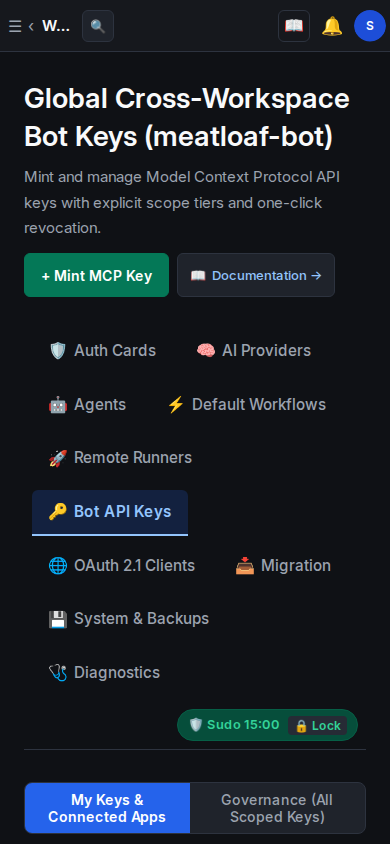 W...
S
Global Cross-Workspace
Bot Keys (meatloaf-bot)
Mint and manage Model Context Protocol API
keys with explicit scope tiers and one-click
revocation.
+ Mint MCP Key
Documentation →
Auth Cards
AI Providers
Agents
Default Workflows
Remote Runners
Bot API Keys
OAuth 2.1 Clients
Migration
System & Backups
Diagnostics
Sudo 15:00
Lock
My Keys &
Connected Apps
Governance (All
Scoped Keys)